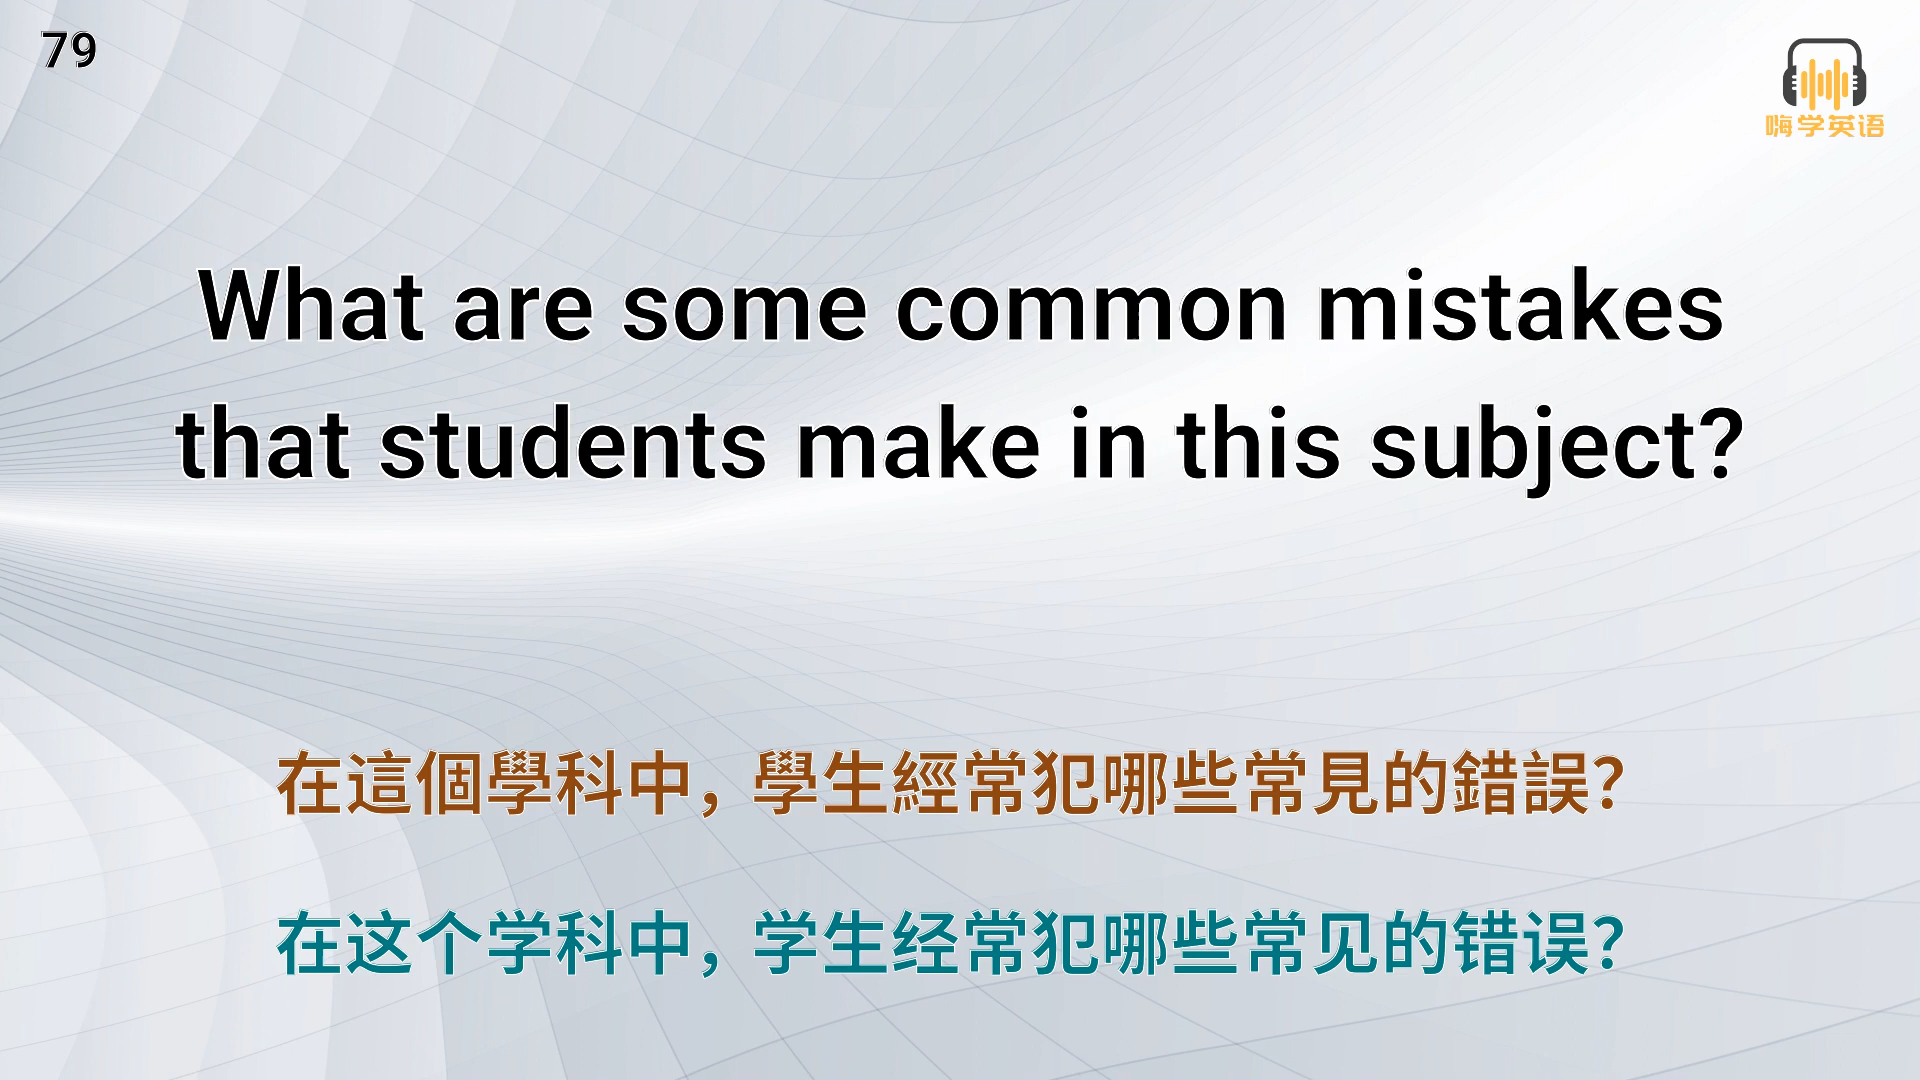 79
嗨学英语
What are some common mistakes
that students make in this subject?
在這個學科中，學生經常犯哪些常見的錯誤？
在这个学科中，学生经常犯哪些常见的错误？